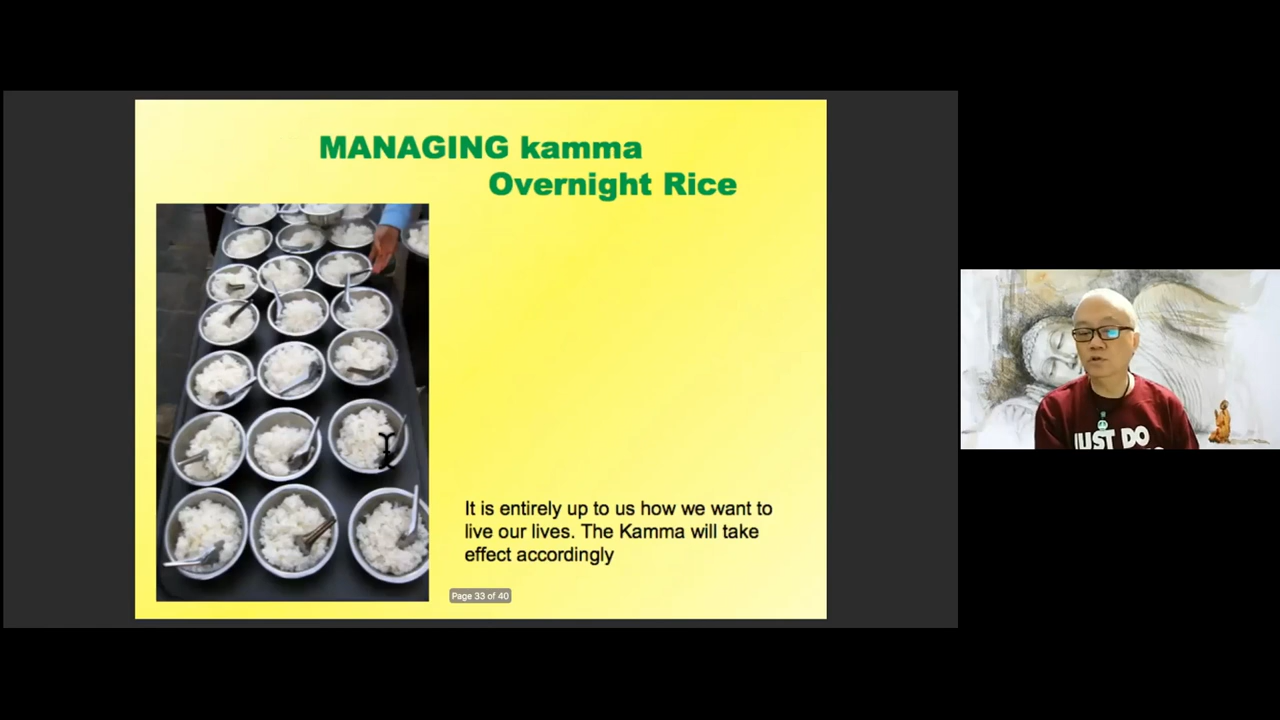 MANAGING kamma
Overnight Rice
It is entirely up to us how we want to
live our lives. The Kamma will take
effect accordingly
Page 33 of 40
JUST DO